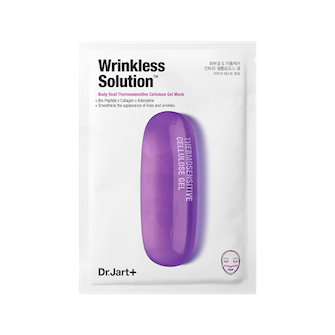 Wrinkless
Solution™
Body Heat Thermosensitive Cellulose Gel Mask
• Bio-Peptide x Collagen x Adenosine
• Smoothens the appearance of lines and wrinkles.
THERMOSENSITIVE
CELLULOSE GEL
Dr.Jart+